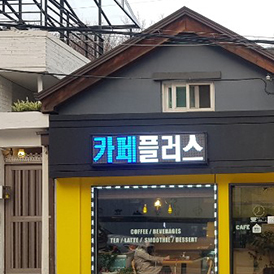 카페플러스
COFFEE / BEVERAGES
TEA / LATTE / SMOOTHIE / DESSERT
CAFE